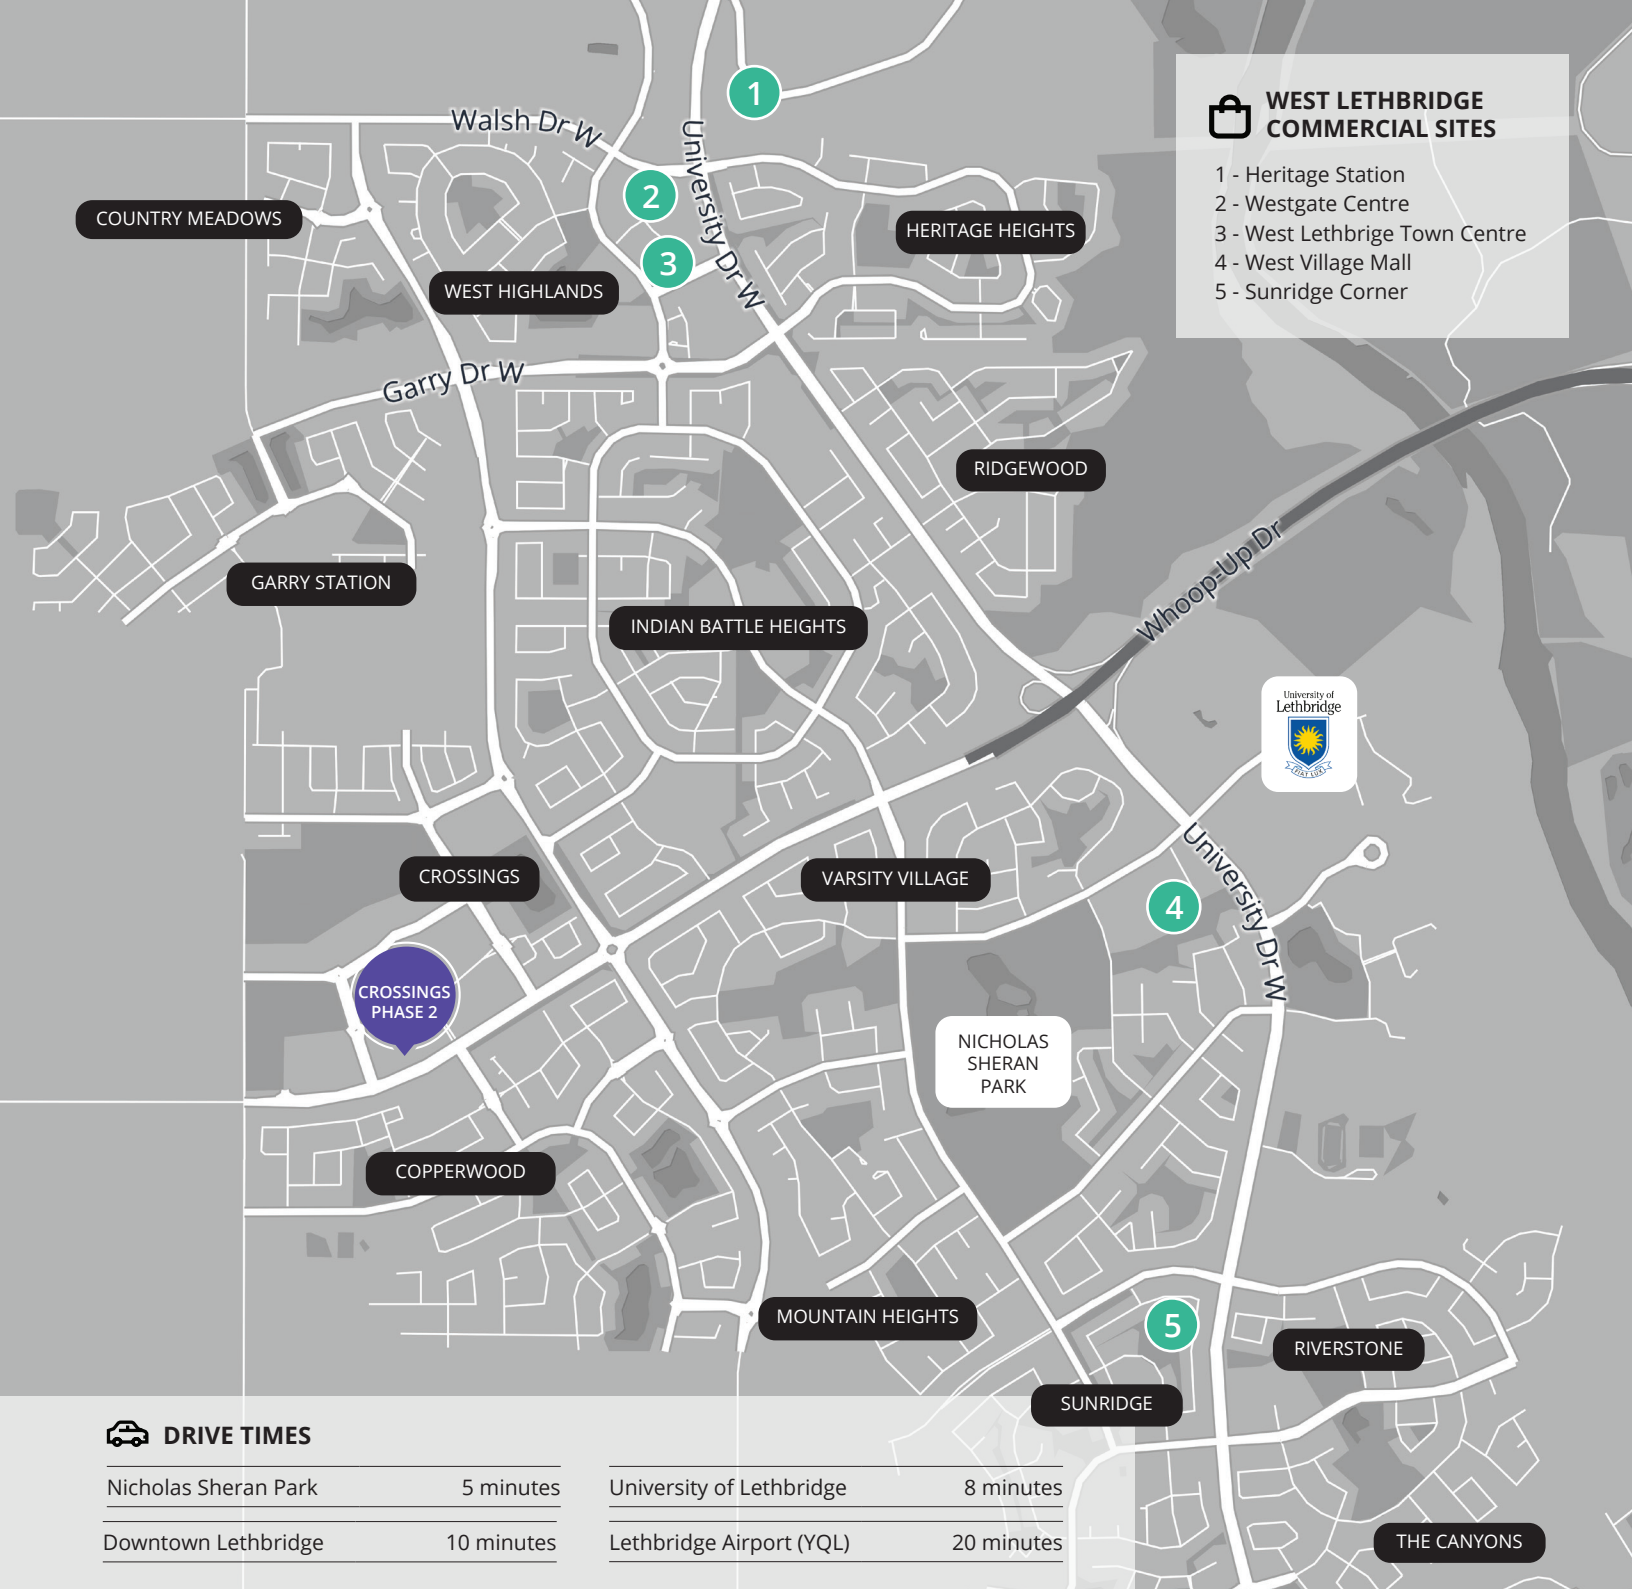 Walsh Dr W
1
University Dr W
WEST LETHBRIDGE
COMMERCIAL SITES
1 - Heritage Station
2 - Westgate Centre
3 - West Lethbrige Town Centre
4 - West Village Mall
5 - Sunridge Corner
2
COUNTRY MEADOWS
HERITAGE HEIGHTS
3
WEST HIGHLANDS
Garry Dr W
RIDGEWOOD
GARRY STATION
Whoop-Up Dr
INDIAN BATTLE HEIGHTS
University of
Lethbridge
FIAT LUX
CROSSINGS
VARSITY VILLAGE
University Dr W
4
CROSSINGS
PHASE 2
NICHOLAS
SHERAN
PARK
COPPERWOOD
MOUNTAIN HEIGHTS
5
RIVERSTONE
SUNRIDGE
DRIVE TIMES
Nicholas Sheran Park 5 minutes
University of Lethbridge 8 minutes
Downtown Lethbridge 10 minutes
Lethbridge Airport (YQL) 20 minutes
THE CANYONS